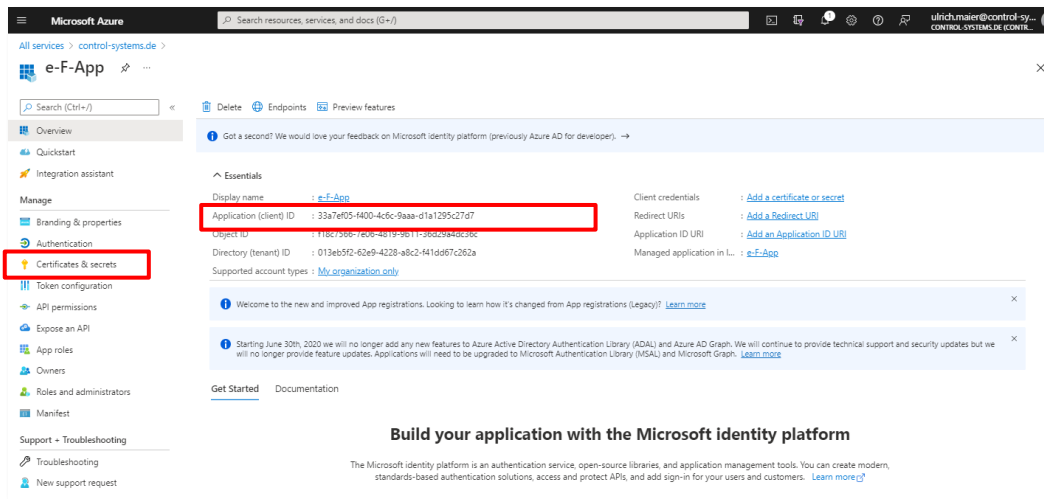 Microsoft Azure
Search resources, services, and docs (G+/)
ulrich.maier@control-sy...
CONTROL-SYSTEMS.DE (CONTR...
All services > control-systems.de >
e-F-App
Search (Ctrl+/)
«
Delete Endpoints Preview features
Overview
Got a second? We would love your feedback on Microsoft identity platform (previously Azure AD for developer). →
Quickstart
Integration assistant
Essentials
Manage
Display name : e-F-App
Client credentials : Add a certificate or secret
Branding & properties
Application (client) ID : 33a7ef05-f400-4c6c-9aaa-d1a1295c27d7
Redirect URIs : Add a Redirect URI
Authentication
Object ID : f18c7566-7e06-4819-9b11-36d29a4dc36c
Application ID URI : Add an Application ID URI
Certificates & secrets
Directory (tenant) ID : 013eb5f2-62e9-4228-a8c2-f41dd67c262a
Managed application in l... : e-F-App
Supported account types : My organization only
Token configuration
API permissions
Welcome to the new and improved App registrations. Looking to learn how it's changed from App registrations (Legacy)? Learn more
Expose an API
App roles
Starting June 30th, 2020 we will no longer add any new features to Azure Active Directory Authentication Library (ADAL) and Azure AD Graph. We will continue to provide technical support and security updates but we
will no longer provide feature updates. Applications will need to be upgraded to Microsoft Authentication Library (MSAL) and Microsoft Graph. Learn more
Owners
Roles and administrators
Get Started Documentation
Manifest
Support + Troubleshooting
Build your application with the Microsoft identity platform
Troubleshooting
The Microsoft identity platform is an authentication service, open-source libraries, and application management tools. You can create modern,
standards-based authentication solutions, access and protect APIs, and add sign-in for your users and customers. Learn more
New support request